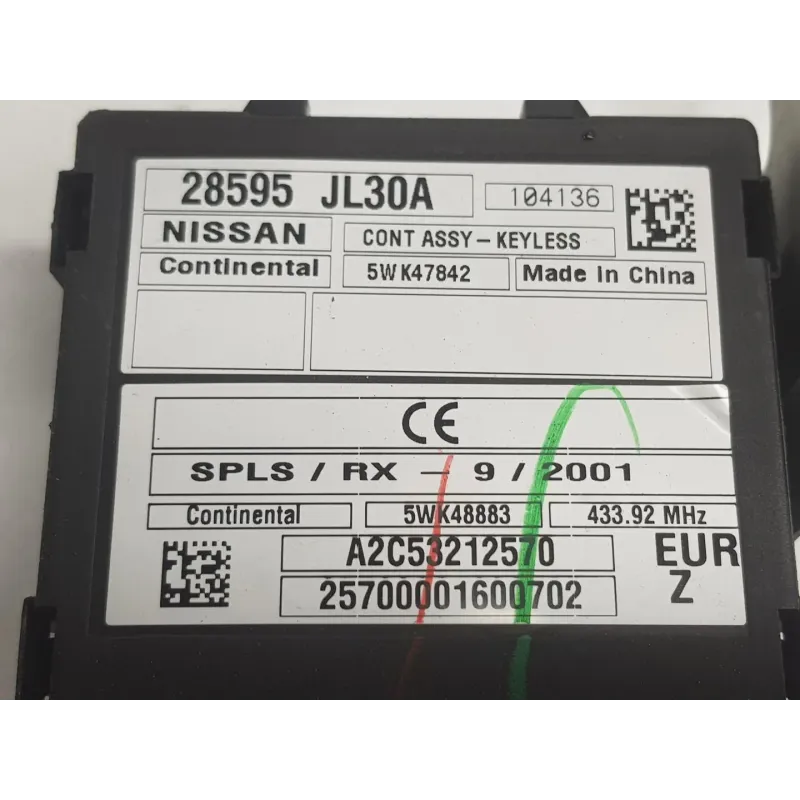 28595 JL30A 104136
NISSAN CONT ASSY - KEYLESS
Continental 5WK47842 Made in China
CE
SPLS / RX - 9 / 2001
Continental 5WK48883 433.92 MHz
A2C53212570 EUR
25700001600702 Z